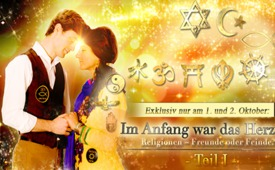 Exklusiv nur am 1. und 2. Oktober:
Im Anfang war das Herz
Religionen – Freunde oder Feinde
- Teil I -